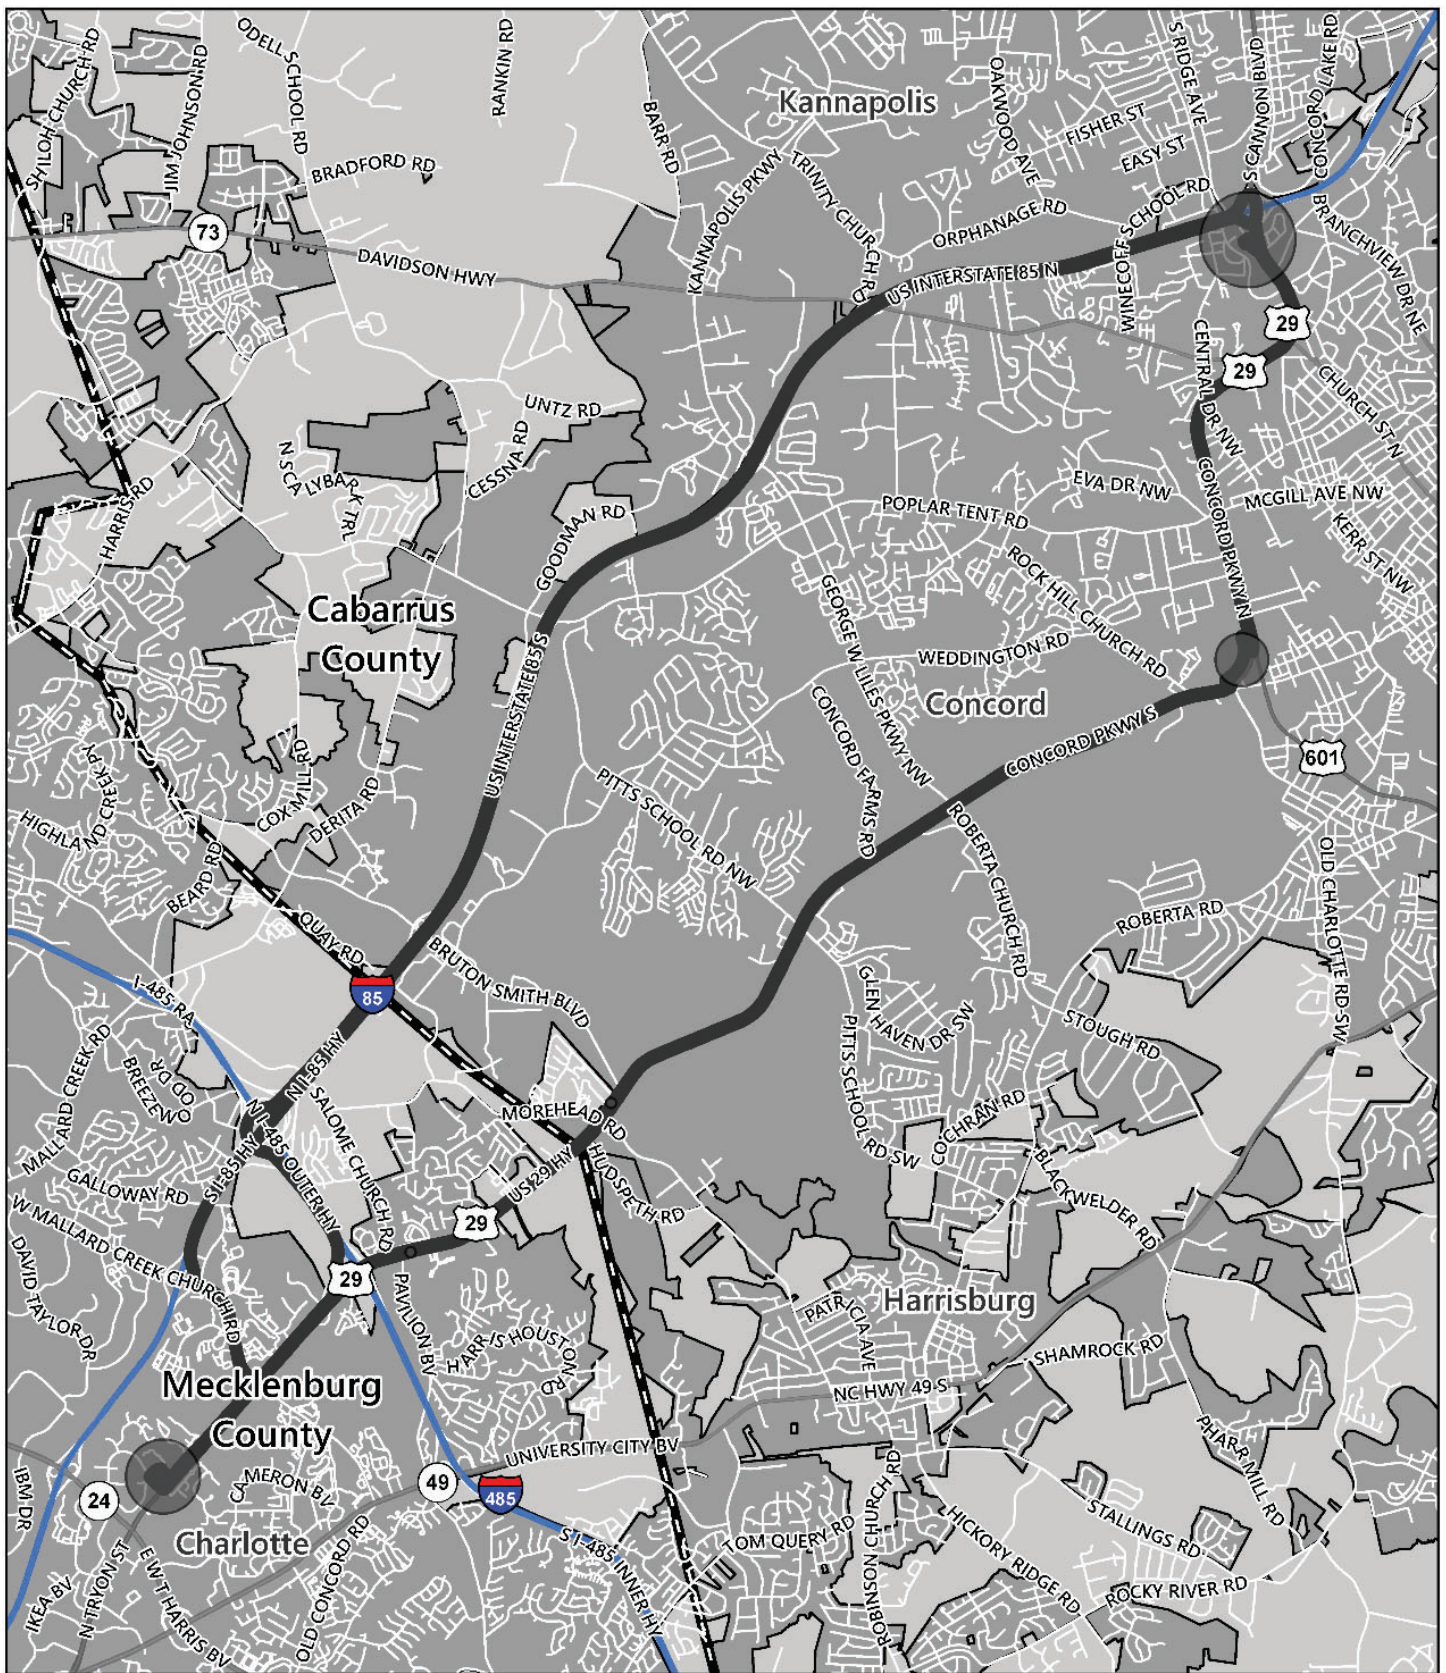 SHILOH CHURCH RD
JIM JOHNSON RD
ODELL SCHOOL RD
RANKIN RD
BARR RD
Kannapolis
OAKWOOD AVE
S RIDGE AVE
S CANNON BLVD
CONCORD LAKE RD
FISHER ST
EASY ST
BRADFORD RD
KANNAPOLIS PKWY
TRINITY CHURCH RD
ORPHANAGE RD
WINECOFF SCHOOL RD
BRANCHVIEW DR NE
73
DAVIDSON HWY
US INTERSTATE 85 N
29
29
CENTRAL DR NW
CHURCH ST N
UNTZ RD
CESSNA RD
N SCALYBARK TRL
HARRIS RD
GOODMAN RD
POPLAR TENT RD
EVA DR NW
MCGILL AVE NW
CONCORD PKWY N
KERR ST NW
ROCK HILL CHURCH RD
GEORGE W LILES PKWY NW
Cabarrus
County
WEDDINGTON RD
US INTERSTATE 85 S
Concord
CONCORD FARMS RD
CONCORD PKWY S
601
HIGHLAND CREEK PY
COX MILL RD
DERITA RD
PITTS SCHOOL RD NW
ROBERTA CHURCH RD
OLD CHARLOTTE RD SW
BEARD RD
QUAY RD
ROBERTA RD
BRUTON SMITH BLVD
I-485 RA
85
GLEN HAVEN DR SW
PITTS SCHOOL RD SW
STOUGH RD
MALLARD CREEK RD
BREEZEWOOD DR
N I-85 HY
N I-485 OUTER HY
SALOME CHURCH RD
MOREHEAD RD
COCHRAN RD
S I-85 HY
GALLOWAY RD
US 29 HY
HUDSPETH RD
BLACKWELDER RD
W MALLARD CREEK CHURCH RD
29
29
DAVID TAYLOR DR
PAVILION BV
HARRIS HOUSTON RD
Harrisburg
PATRICIA AVE
SHAMROCK RD
Mecklenburg
County
NC HWY 49 S
UNIVERSITY CITY BV
PHARR MILL RD
CAMERON BV
49
485
24
IBM DR
Charlotte
IKEA BV
N TRYON ST
E W T HARRIS BV
OLD CONCORD RD
S I-485 INNER HY
TOM QUERY RD
ROBINSON CHURCH RD
HICKORY RIDGE RD
STALLINGS RD
ROCKY RIVER RD